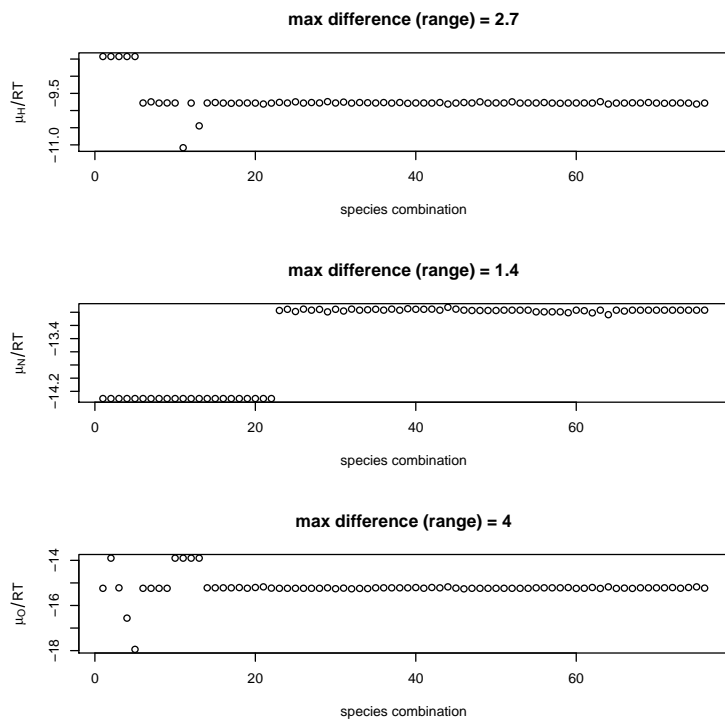 max difference (range) = 2.7
μH/RT
−9.5
−11.0
0
20
40
60
species combination
max difference (range) = 1.4
μN/RT
−13.4
−14.2
0
20
40
60
species combination
max difference (range) = 4
μO/RT
−14
−16
−18
0
20
40
60
species combination